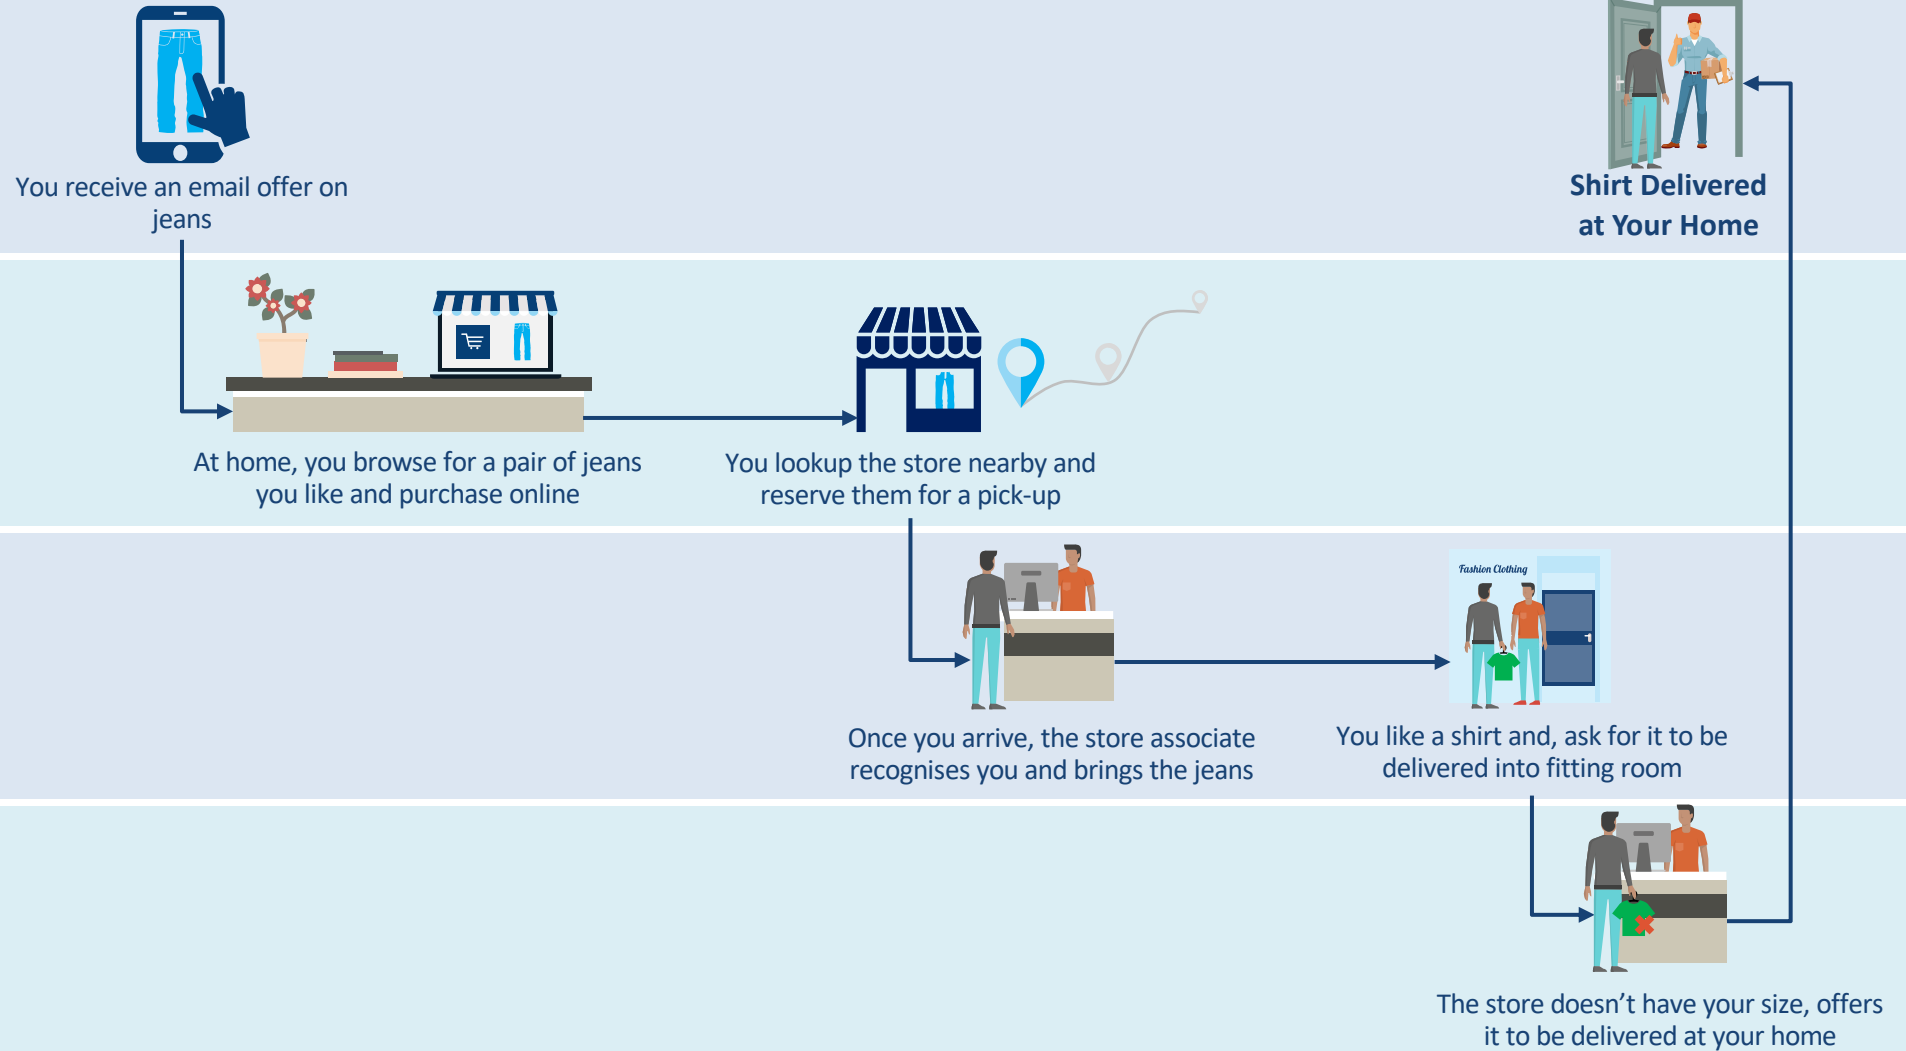 You receive an email offer on
jeans
Shirt Delivered
at Your Home
At home, you browse for a pair of jeans
you like and purchase online
You lookup the store nearby and
reserve them for a pick-up
Once you arrive, the store associate
recognises you and brings the jeans
Fashion Clothing
You like a shirt and, ask for it to be
delivered into fitting room
The store doesn’t have your size, offers
it to be delivered at your home